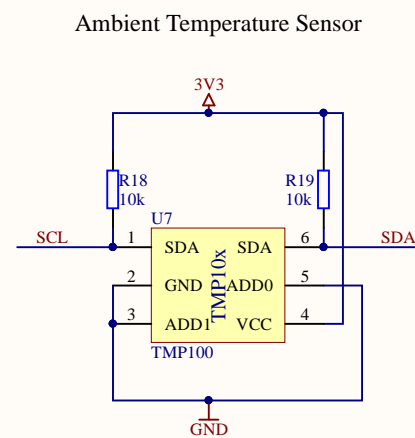 Ambient Temperature Sensor
3V3
R18
10k
R19
10k
U7
SCL
1
SDA
SDA
6
SDA
2
GND
ADD0
5
3
ADD1
VCC
4
TMP10x
TMP100
GND